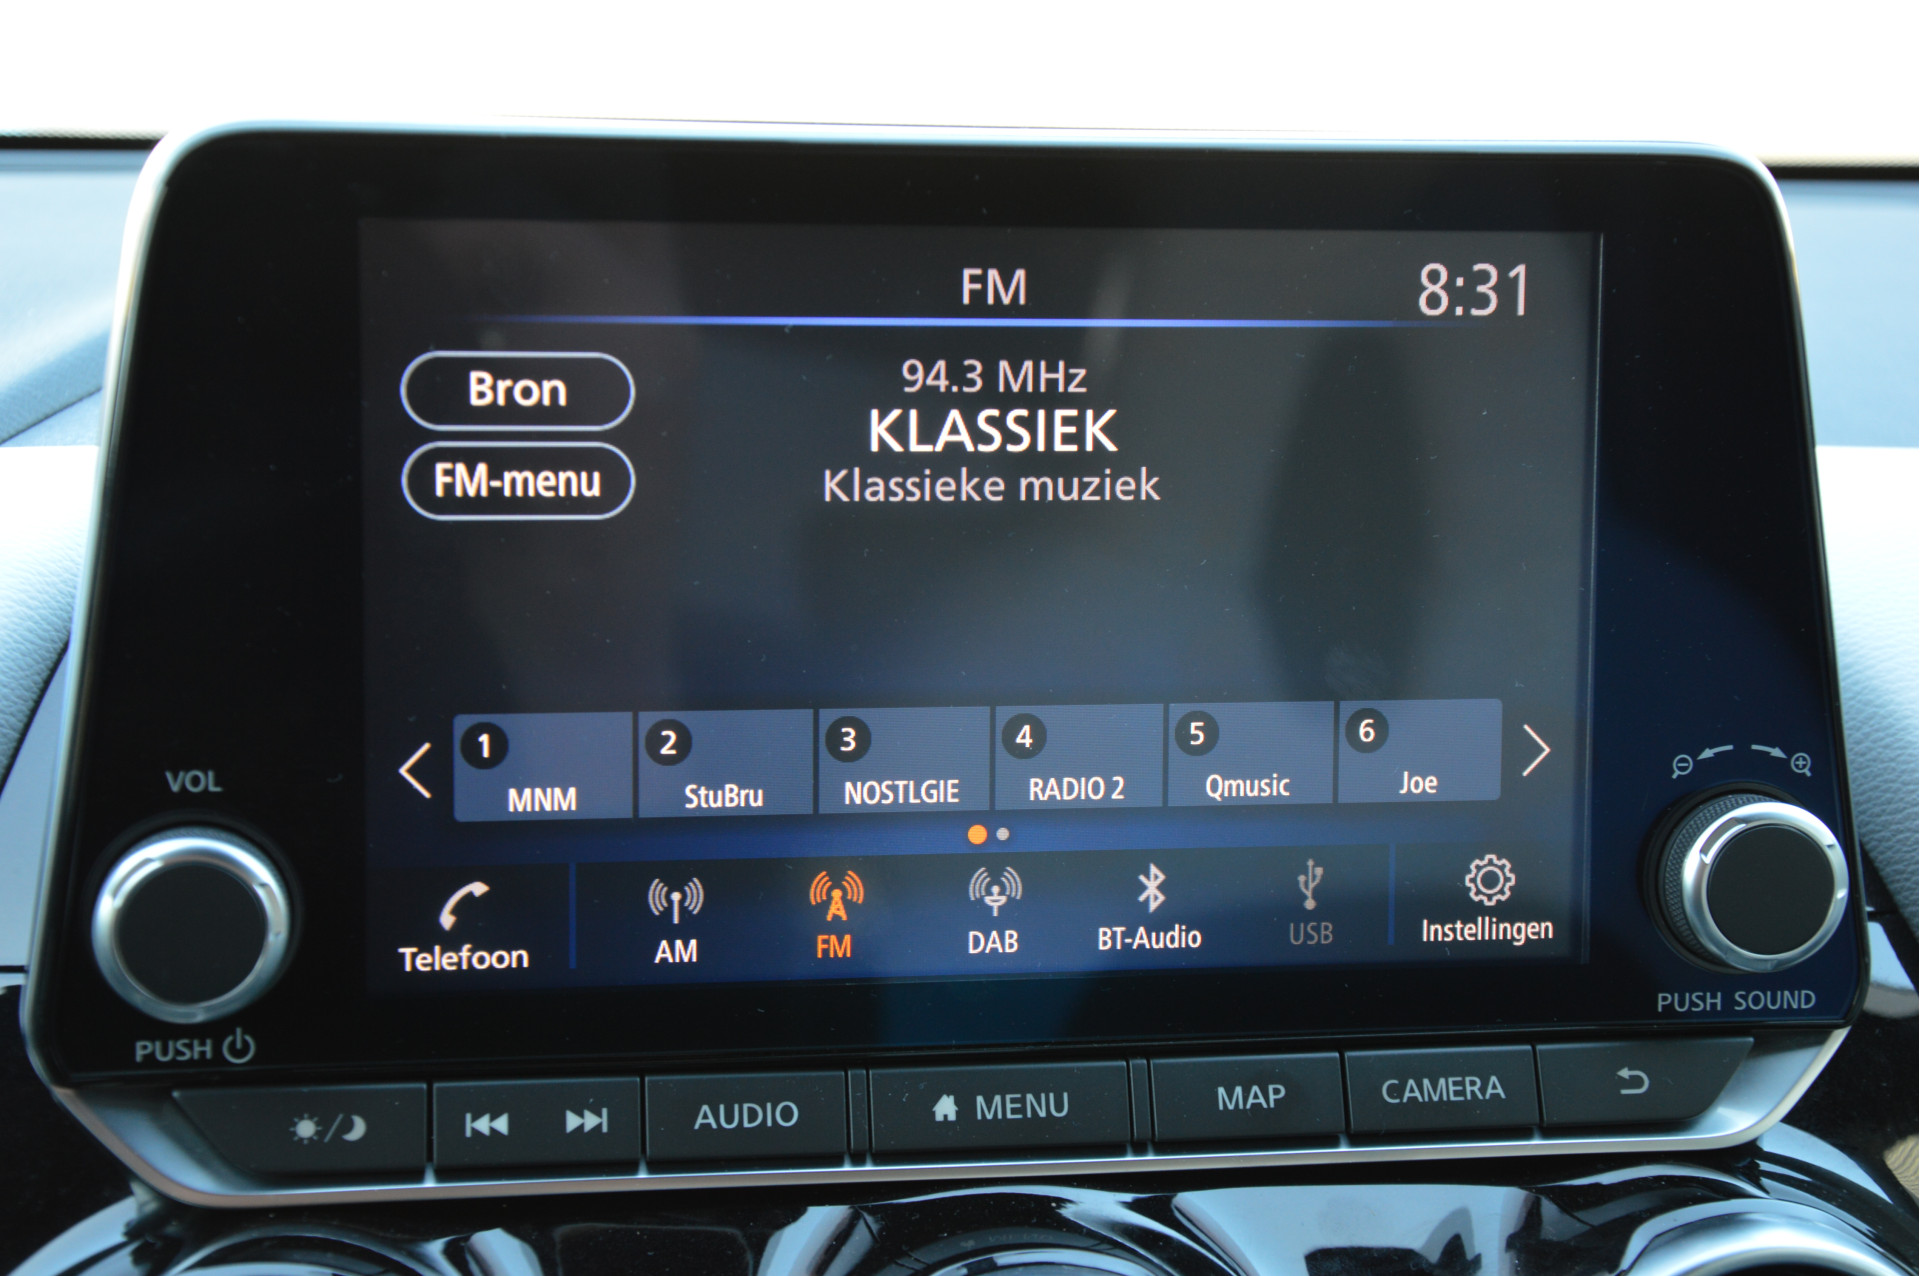 FM 8:31
Bron
FM-menu
94.3 MHz
KLASSIEK
Klassieke muziek
1 2 3 4 5 6
MNM StuBru NOSTLGIE RADIO 2 Qmusic Joe
Telefoon AM FM DAB BT-Audio USB Instellingen
VOL
PUSH
PUSH SOUND
AUDIO MENU MAP CAMERA